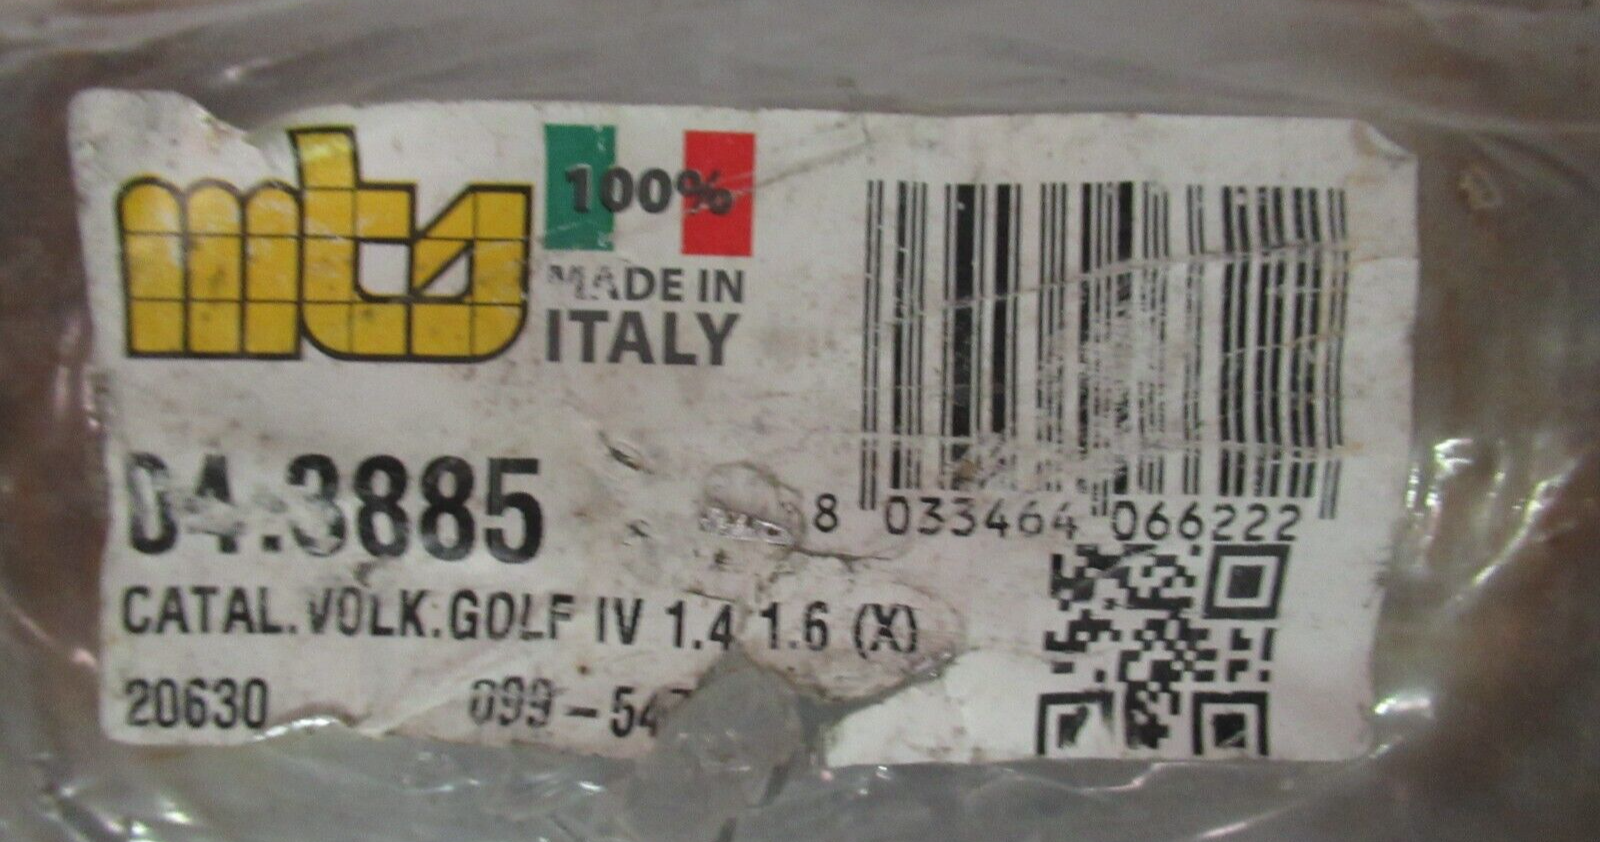 mts
100%
MADE IN
ITALY
04.3885
8 033464 066222
CATAL.VOLK.GOLF IV 1.4 1.6 (X)
20630